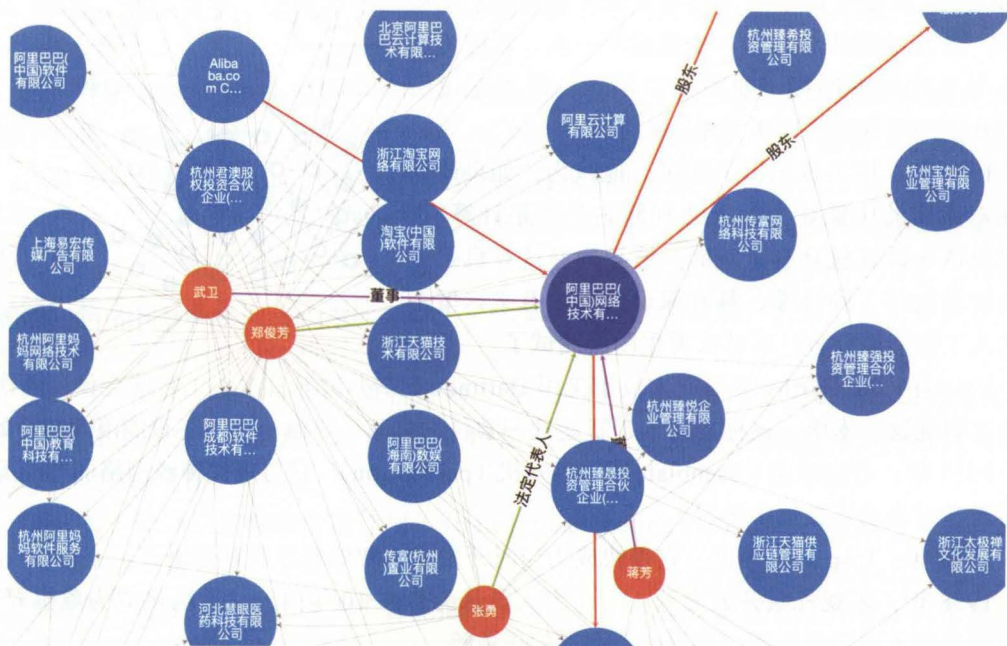 阿里巴巴(
中国)软件
有限公司
Aliba
ba.co
m C...
北京阿里巴
巴云计算技
术有限...
杭州臻希投
资管理有限
公司
股东
阿里云计算
有限公司
浙江淘宝网
络有限公司
股东
杭州君澳股
权投资合伙
企业(...
杭州宝灿企
业管理有限
公司
上海易宏传
媒广告有限
公司
淘宝(中国
)软件有限
公司
杭州传富网
络科技有限
公司
武卫
董事
阿里巴巴(
中国)网络
技术有...
郑俊芳
杭州阿里妈
妈网络技术
有限公司
浙江天猫技
术有限公司
杭州臻强投
资管理合伙
企业(...
杭州臻悦企
业管理有限
公司
阿里巴巴(
中国)教育
科技有...
阿里巴巴(
成都)软件
技术有...
阿里巴巴(
海南)数娱
有限公司
法定代表人
杭州臻晟投
资管理合伙
企业(...
杭州阿里妈
妈软件服务
有限公司
传富(杭州
)置业有限
公司
浙江天猫供
应链管理有
限公司
浙江太极禅
文化发展有
限公司
蒋芳
张勇
河北慧眼医
药科技有限
公司